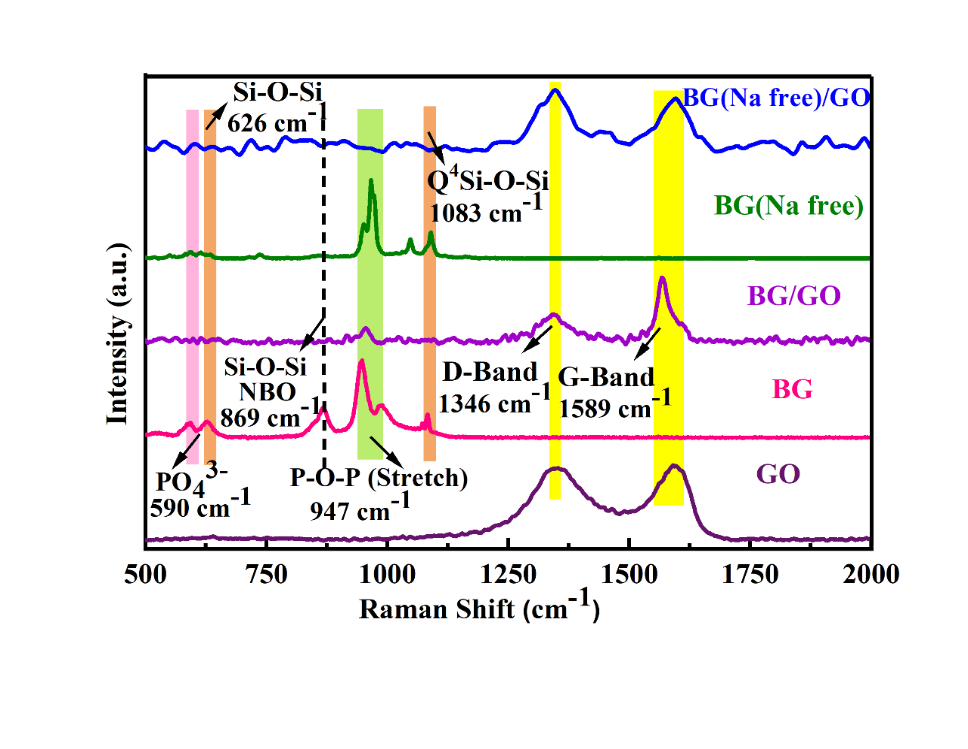 Si-O-Si
626 cm-1
BG(Na free)/GO
Q4Si-O-Si
1083 cm-1
BG(Na free)
BG/GO
Si-O-Si
NBO
869 cm-1
D-Band
1346 cm-1
G-Band
1589 cm-1
BG
PO43-
590 cm-1
P-O-P (Stretch)
947 cm-1
GO
Intensity (a.u.)
500 750 1000 1250 1500 1750 2000
Raman Shift (cm-1)